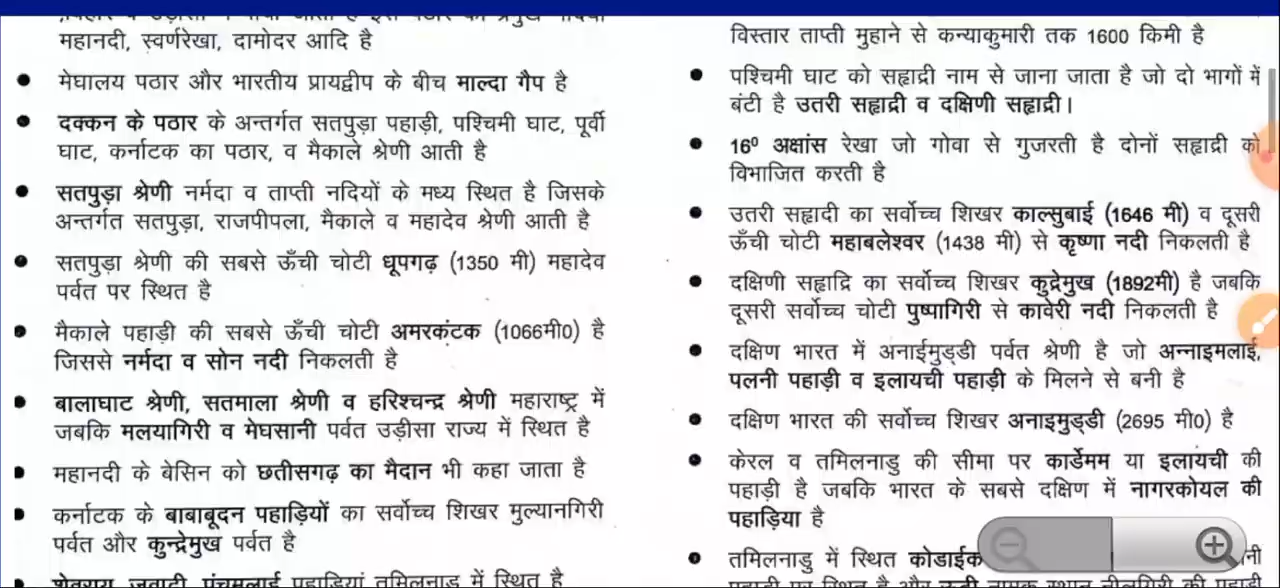 महानदी, स्वर्णरेखा, दामोदर आदि है
मेघालय पठार और भारतीय प्रायद्वीप के बीच माल्दा गैप है
दक्कन के पठार के अन्तर्गत सतपुड़ा पहाड़ी, पश्चिमी घाट, पूर्वी
घाट, कर्नाटक का पठार, व मैकाले श्रेणी आती है
सतपुड़ा श्रेणी नर्मदा व ताप्ती नदियों के मध्य स्थित है जिसके
अन्तर्गत सतपुड़ा, राजपीपला, मैकाले व महादेव श्रेणी आती है
सतपुड़ा श्रेणी की सबसे ऊँची चोटी धूपगढ़ (1350 मी) महादेव
पर्वत पर स्थित है
मैकाले पहाड़ी की सबसे ऊँची चोटी अमरकंटक (1066मी0) है
जिससे नर्मदा व सोन नदी निकलती है
बालाघाट श्रेणी, सतमाला श्रेणी व हरिश्चन्द्र श्रेणी महाराष्ट्र में
जबकि मलयागिरी व मेघसानी पर्वत उड़ीसा राज्य में स्थित है
महानदी के बेसिन को छतीसगढ़ का मैदान भी कहा जाता है
कर्नाटक के बाबाबूदन पहाड़ियों का सर्वोच्च शिखर मुल्यानगिरी
पर्वत और कुन्द्रेमुख पर्वत है
शेवराय, जवादी, पंचमलाई पहाड़ियां तमिलनाडु में स्थित है
विस्तार ताप्ती मुहाने से कन्याकुमारी तक 1600 किमी है
पश्चिमी घाट को सह्राद्री नाम से जाना जाता है जो दो भागों में
बंटी है उतरी सह्राद्री व दक्षिणी सह्राद्री।
16⁰ अक्षांस रेखा जो गोवा से गुजरती है दोनों सह्राद्री को
विभाजित करती है
उतरी सह्रादी का सर्वोच्च शिखर काल्सुबाई (1646 मी) व दूसरी
ऊँची चोटी महाबलेश्वर (1438 मी) से कृष्णा नदी निकलती है
दक्षिणी सह्राद्रि का सर्वोच्च शिखर कुद्रेमुख (1892मी) है जबकि
दूसरी सर्वोच्च चोटी पुष्पागिरी से कावेरी नदी निकलती है
दक्षिण भारत में अनाईमुड्डी पर्वत श्रेणी है जो अन्नाइमलाई,
पलनी पहाड़ी व इलायची पहाड़ी के मिलने से बनी है
दक्षिण भारत की सर्वोच्च शिखर अनाइमुड्डी (2695 मी0) है
केरल व तमिलनाडु की सीमा पर कार्डेमम या इलायची की
पहाड़ी है जबकि भारत के सबसे दक्षिण में नागरकोयल की
पहाड़िया है
तमिलनाडु में स्थित कोडाईक